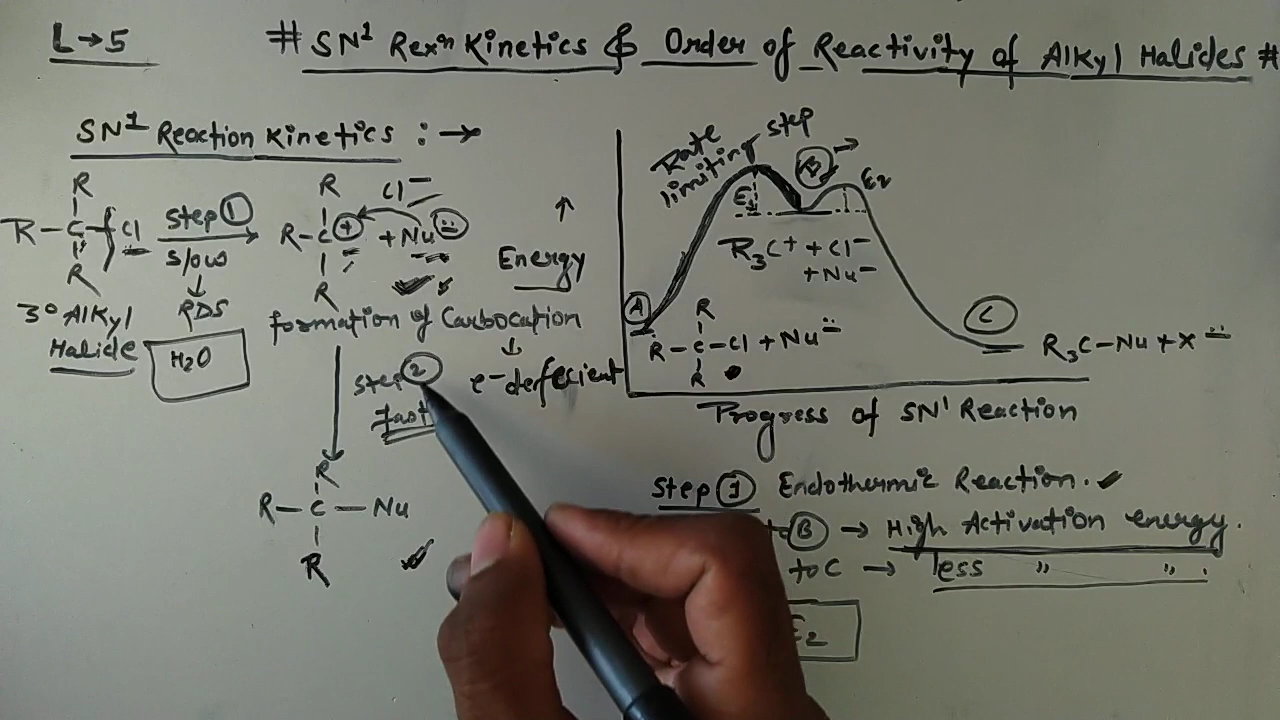 L→5
# SN1 Rexn Kinetics & Order of Reactivity of Alkyl Halides #
SN1 Reaction Kinetics :→
R
R–C–Cl
R
Step 1
slow
↓
RDS
H2O
3° Alkyl
Halide
R
R–C+ + Nu
R
Cl–
formation of Carbocation
↓
e– deffecient
Step 2
fast
R
R–C–Nu
R
Energy
Rate
limiting step
A
B
C
E2
R3C+ + Cl–
+ Nu–
R
R–C–Cl + Nu
R
R3C–Nu + X
Progress of SN1 Reaction
Step 1 Endothermic Reaction.
B → High Activation energy.
to C → less " " .
E2